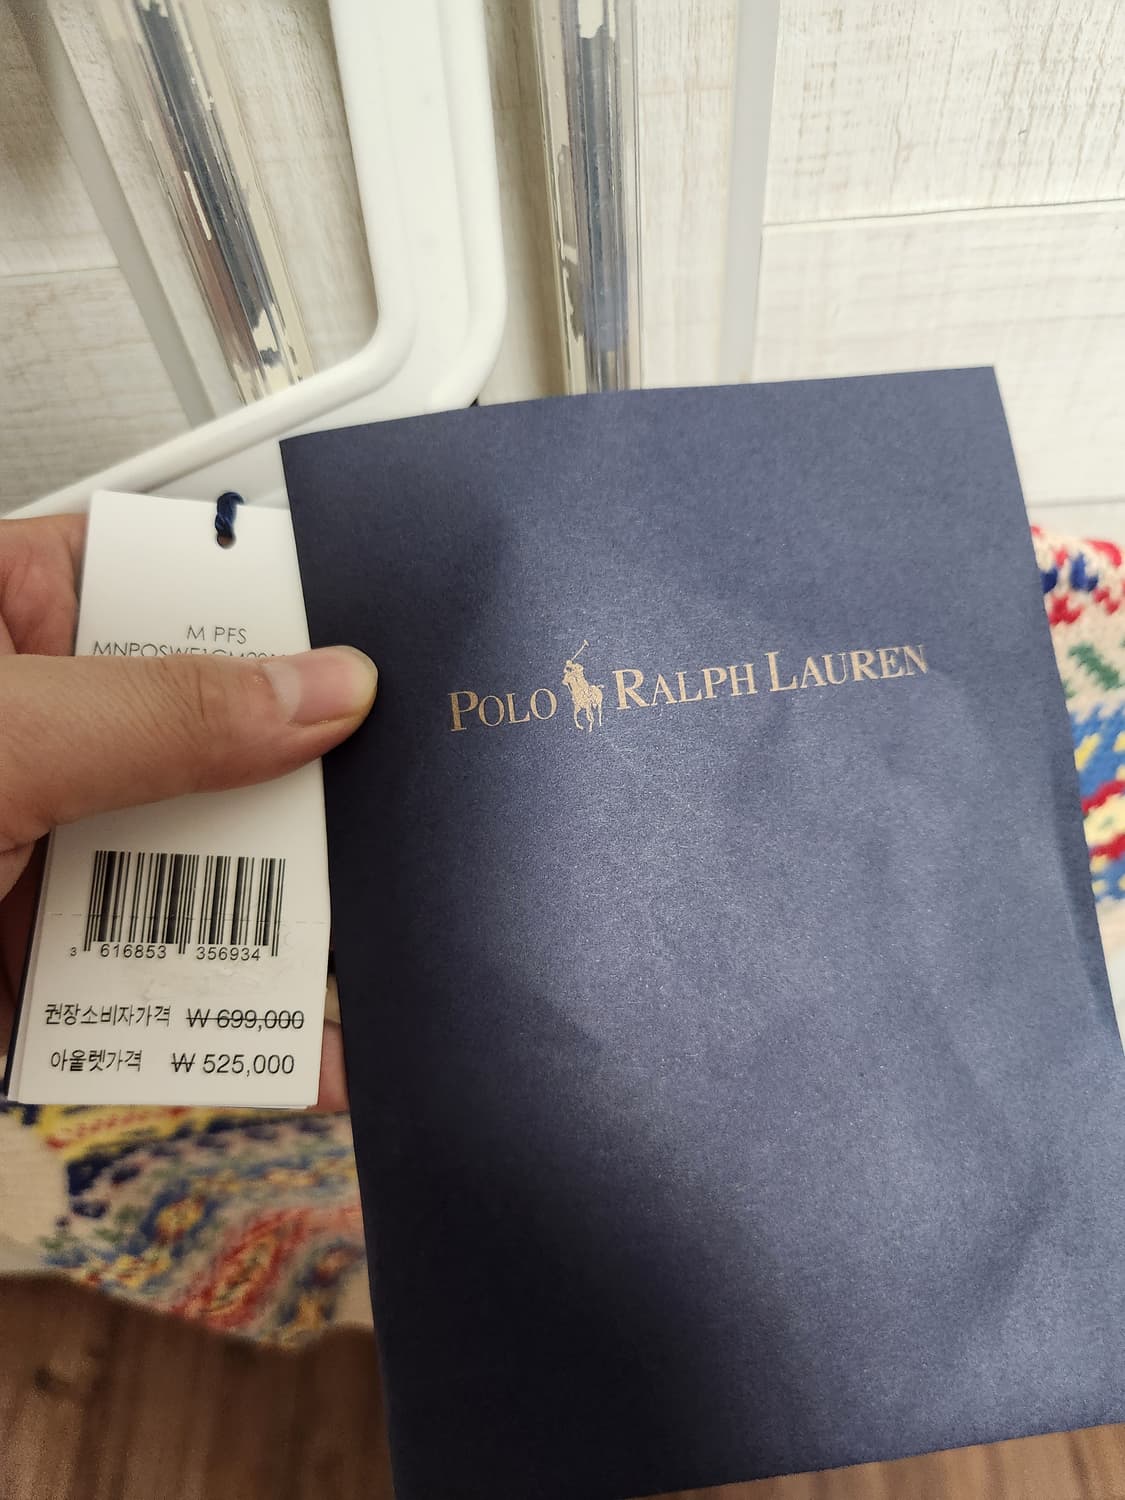 M PFS
3 616853 356934
권장소비자가격 ₩ 699,000
아울렛가격 ₩ 525,000
POLO RALPH LAUREN